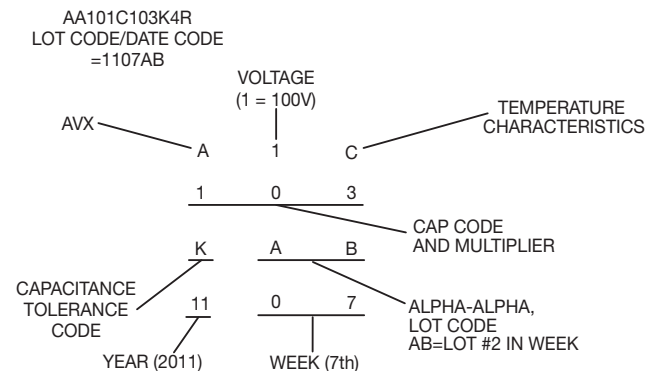 AA101C103K4R
LOT CODE/DATE CODE
=1107AB
VOLTAGE
(1 = 100V)
AVX
TEMPERATURE
CHARACTERISTICS
A 1 C
1 0 3
CAP CODE
AND MULTIPLIER
K A B
CAPACITANCE
TOLERANCE
CODE
11 0 7
ALPHA-ALPHA,
LOT CODE
AB=LOT #2 IN WEEK
YEAR (2011)
WEEK (7th)